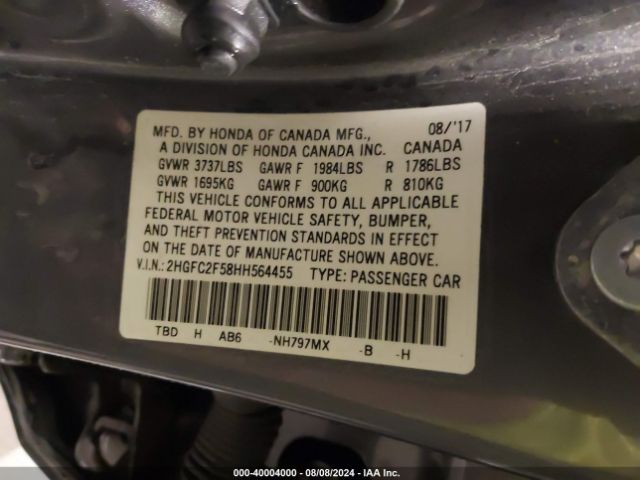 MFD. BY HONDA OF CANADA MFG., 08/'17
A DIVISION OF HONDA CANADA INC. CANADA
GVWR 3737LBS GAWR F 1984LBS R 1786LBS
GVWR 1695KG GAWR F 900KG R 810KG
THIS VEHICLE CONFORMS TO ALL APPLICABLE
FEDERAL MOTOR VEHICLE SAFETY, BUMPER,
AND THEFT PREVENTION STANDARDS IN EFFECT
ON THE DATE OF MANUFACTURE SHOWN ABOVE.
V.I.N.: 2HGFC2F58HH564455 TYPE: PASSENGER CAR
TBD H AB6 -NH797MX -B -H
000-40004000 - 08/08/2024 - IAA Inc.